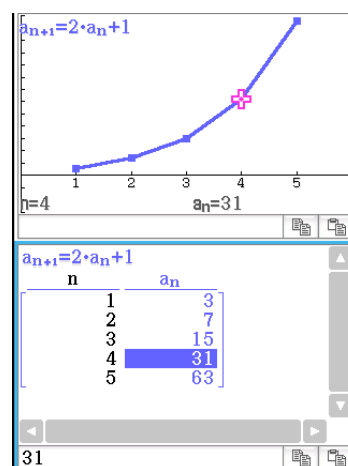 aₙ₊₁=2·aₙ+1
1 2 3 4 5
n=4 aₙ=31
aₙ₊₁=2·aₙ+1
n aₙ
1 3
2 7
3 15
4 31
5 63
31